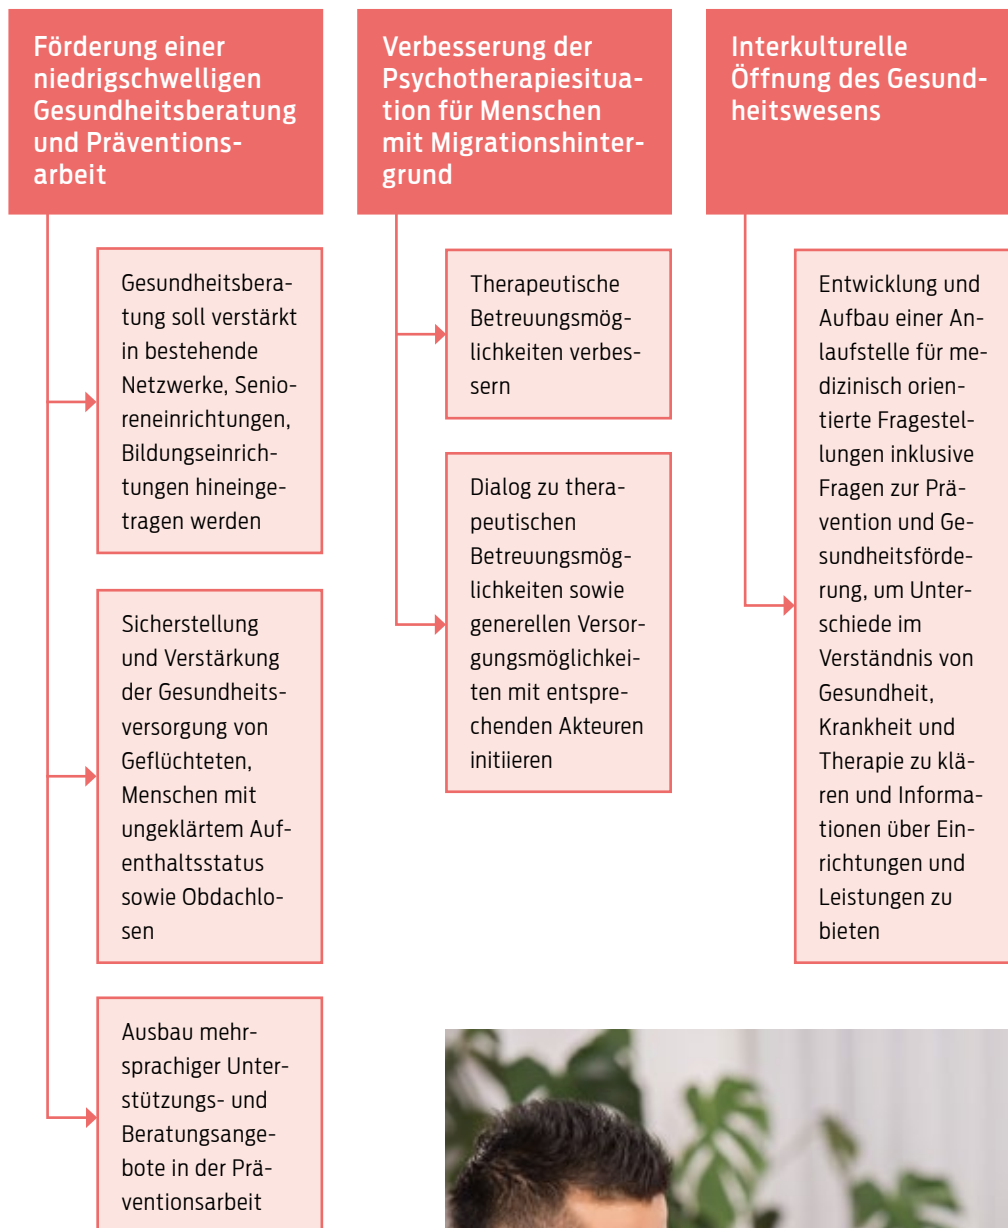 Förderung einer
niedrigschwelligen
Gesundheitsberatung
und Präventions-
arbeit
Gesundheitsbera-
tung soll verstärkt
in bestehende
Netzwerke, Senio-
reneinrichtungen,
Bildungseinrich-
tungen hineinge-
tragen werden
Sicherstellung
und Verstärkung
der Gesundheits-
versorgung von
Geflüchteten,
Menschen mit
ungeklärtem Auf-
enthaltsstatus
sowie Obdachlo-
sen
Ausbau mehr-
sprachiger Unter-
stützungs- und
Beratungsange-
bote in der Prä-
ventionsarbeit
Verbesserung der
Psychotherapiesitua-
tion für Menschen
mit Migrationshinter-
grund
Therapeutische
Betreuungsmög-
lichkeiten verbes-
sern
Dialog zu thera-
peutischen
Betreuungsmög-
lichkeiten sowie
generellen Versor-
gungsmöglichkei-
ten mit entspre-
chenden Akteuren
initiieren
Interkulturelle
Öffnung des Gesund-
heitswesens
Entwicklung und
Aufbau einer An-
laufstelle für me-
dizinisch orien-
tierte Fragestel-
lungen inklusive
Fragen zur Prä-
vention und Ge-
sundheitsförde-
rung, um Unter-
schiede im
Verständnis von
Gesundheit,
Krankheit und
Therapie zu klä-
ren und Informa-
tionen über Ein-
richtungen und
Leistungen zu
bieten